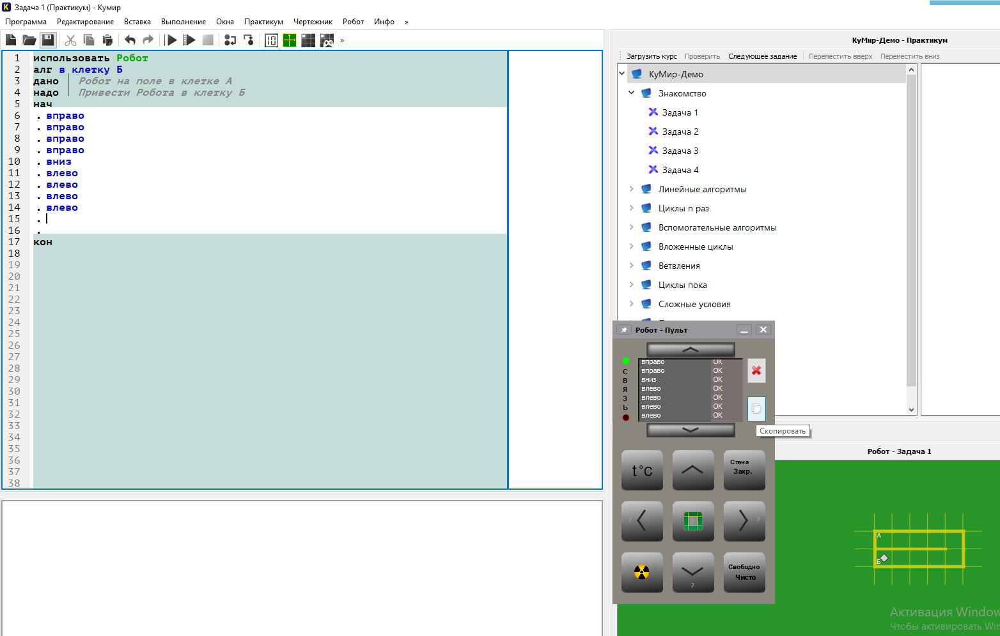 Задача 1 (Практикум) - Кумир
Программа Редактирование Вставка Выполнение Окна Практикум Чертежник Робот Инфо »
»
1 использовать Робот
2 алг в клетку Б
3 дано | Робот на поле в клетке А
4 надо | Привести Робота в клетку Б
5 нач
6 . вправо
7 . вправо
8 . вправо
9 . вправо
10 . вниз
11 . влево
12 . влево
13 . влево
14 . влево
15 .
16 .
17 кон
18
19
20
21
22
23
24
25
26
27
28
29
30
31
32
33
34
35
36
37
38
КуМир-Демо - Практикум
Загрузить курс Проверить Следующее задание Переместить вверх Переместить вниз
КуМир-Демо
Знакомство
Задача 1
Задача 2
Задача 3
Задача 4
Линейные алгоритмы
Циклы n раз
Вспомогательные алгоритмы
Вложенные циклы
Ветвления
Циклы пока
Сложные условия
Робот - Пульт
СВЯЗЬ
вправо OK
вправо OK
вниз OK
влево OK
влево OK
влево OK
влево OK
Скопировать
t°C
Стена
Закр.
? ? ?
Свободно
Чисто
?
Робот - Задача 1
А
Б
Активация Window
Чтобы активировать Win